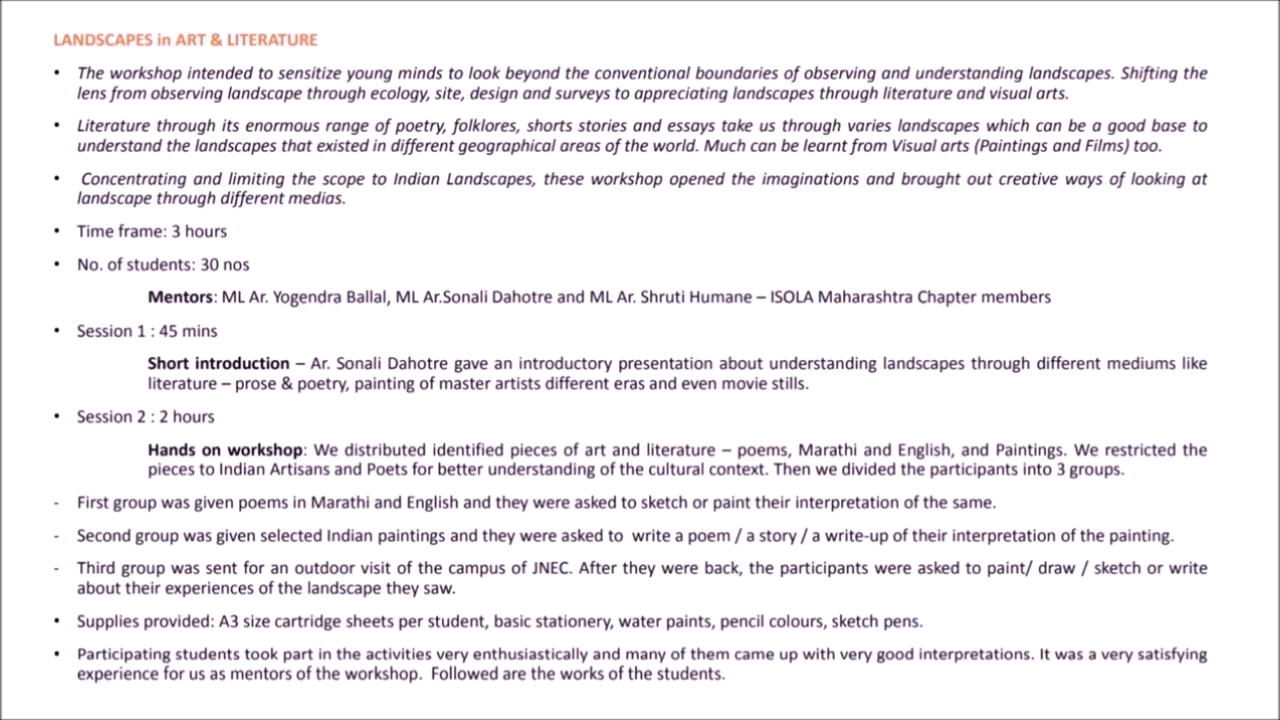 LANDSCAPES in ART & LITERATURE
• The workshop intended to sensitize young minds to look beyond the conventional boundaries of observing and understanding landscapes. Shifting the
lens from observing landscape through ecology, site, design and surveys to appreciating landscapes through literature and visual arts.
• Literature through its enormous range of poetry, folklores, shorts stories and essays take us through varies landscapes which can be a good base to
understand the landscapes that existed in different geographical areas of the world. Much can be learnt from Visual arts (Paintings and Films) too.
• Concentrating and limiting the scope to Indian Landscapes, these workshop opened the imaginations and brought out creative ways of looking at
landscape through different medias.
• Time frame: 3 hours
• No. of students: 30 nos
Mentors: ML Ar. Yogendra Ballal, ML Ar.Sonali Dahotre and ML Ar. Shruti Humane – ISOLA Maharashtra Chapter members
• Session 1 : 45 mins
Short introduction – Ar. Sonali Dahotre gave an introductory presentation about understanding landscapes through different mediums like
literature – prose & poetry, painting of master artists different eras and even movie stills.
• Session 2 : 2 hours
Hands on workshop: We distributed identified pieces of art and literature – poems, Marathi and English, and Paintings. We restricted the
pieces to Indian Artisans and Poets for better understanding of the cultural context. Then we divided the participants into 3 groups.
- First group was given poems in Marathi and English and they were asked to sketch or paint their interpretation of the same.
- Second group was given selected Indian paintings and they were asked to write a poem / a story / a write-up of their interpretation of the painting.
- Third group was sent for an outdoor visit of the campus of JNEC. After they were back, the participants were asked to paint/ draw / sketch or write
about their experiences of the landscape they saw.
• Supplies provided: A3 size cartridge sheets per student, basic stationery, water paints, pencil colours, sketch pens.
• Participating students took part in the activities very enthusiastically and many of them came up with very good interpretations. It was a very satisfying
experience for us as mentors of the workshop. Followed are the works of the students.